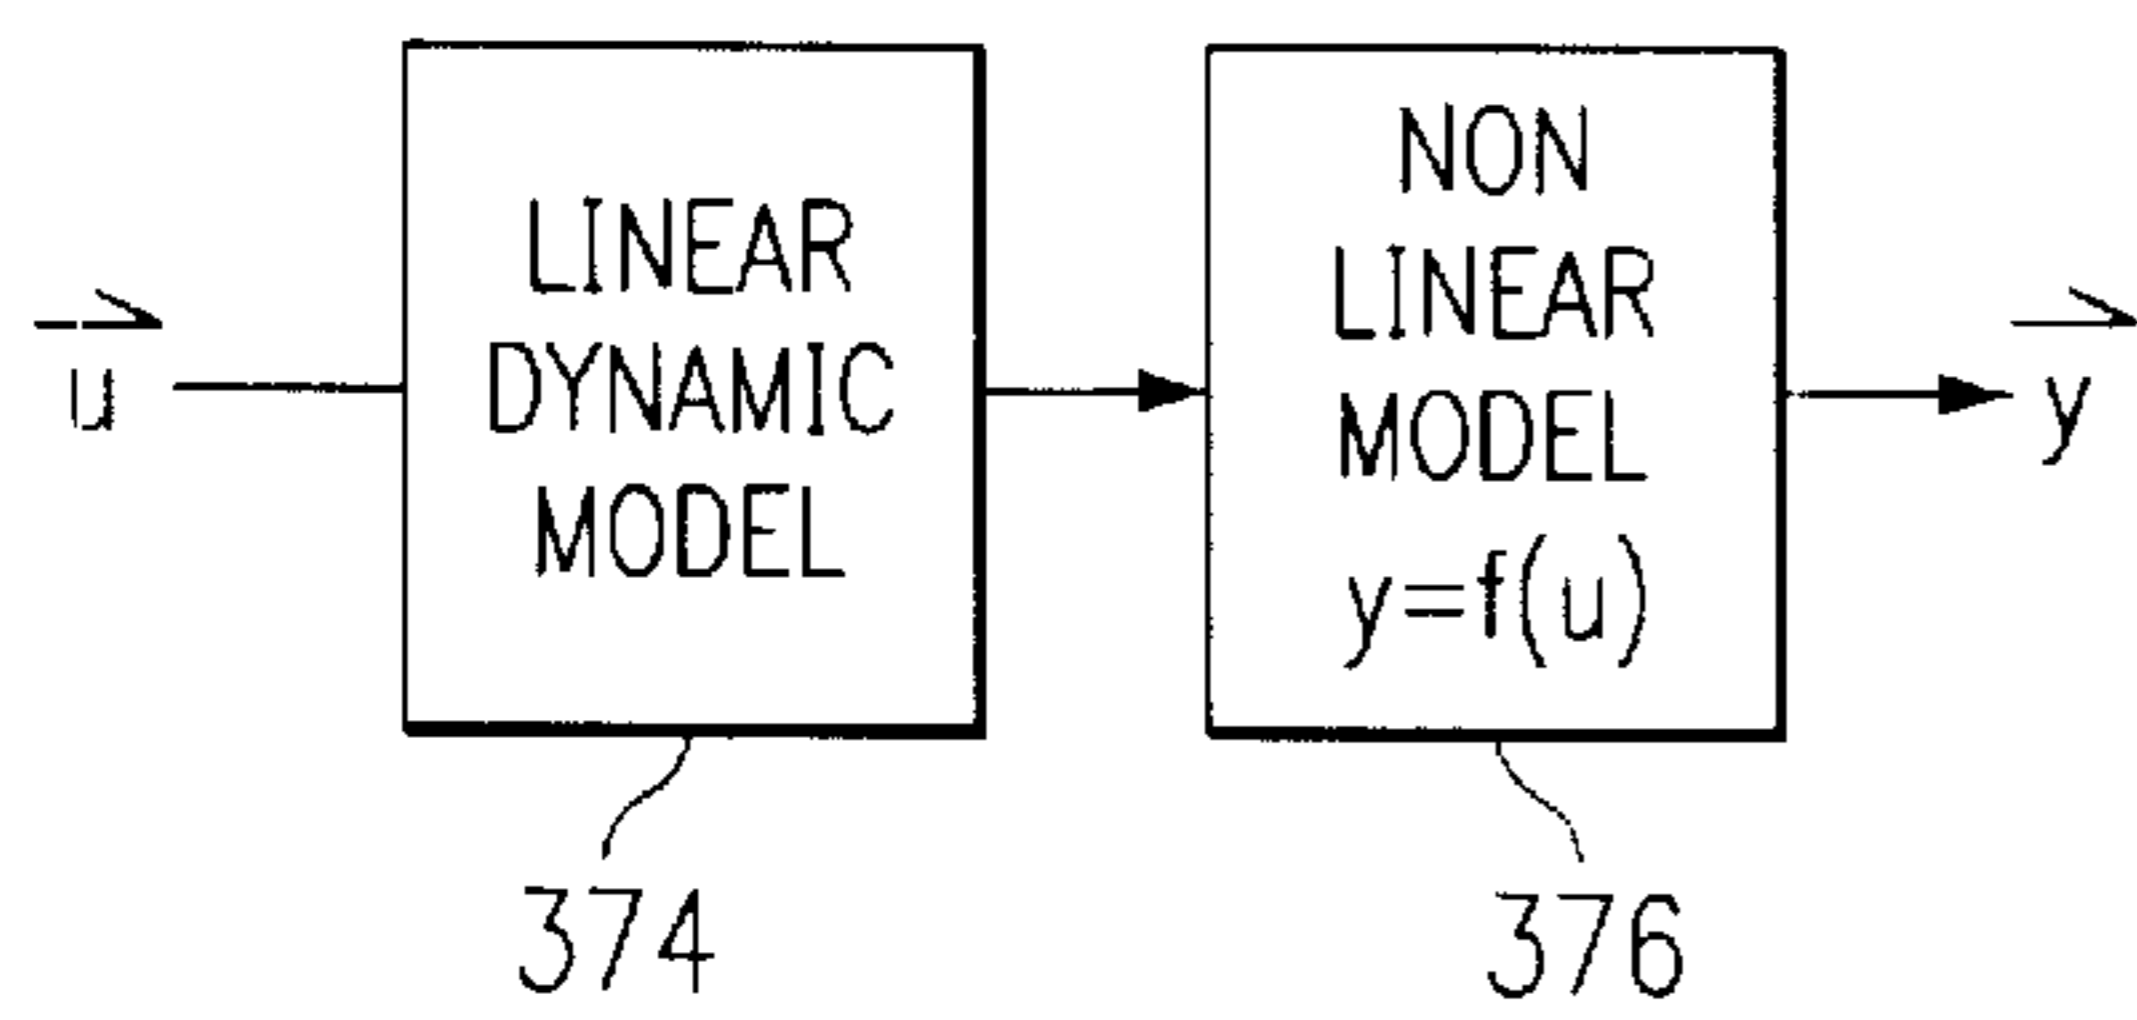 u
LINEAR
DYNAMIC
MODEL
NON
LINEAR
MODEL
y=f(u)
y
374
376